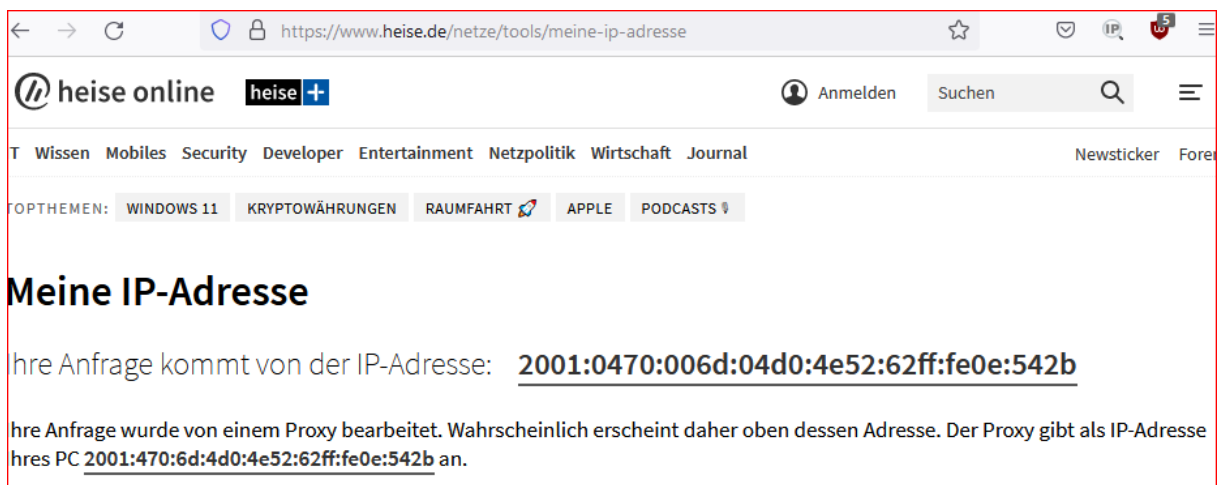 https://www.heise.de/netze/tools/meine-ip-adresse IP 5
heise online heise + Anmelden Suchen
T Wissen Mobiles Security Developer Entertainment Netzpolitik Wirtschaft Journal Newsticker Forer
TOPTHEMEN: WINDOWS 11 KRYPTOWÄHRUNGEN RAUMFAHRT 🚀 APPLE PODCASTS 🎙
Meine IP-Adresse
Ihre Anfrage kommt von der IP-Adresse: 2001:0470:006d:04d0:4e52:62ff:fe0e:542b
hre Anfrage wurde von einem Proxy bearbeitet. Wahrscheinlich erscheint daher oben dessen Adresse. Der Proxy gibt als IP-Adresse
hres PC 2001:470:6d:4d0:4e52:62ff:fe0e:542b an.